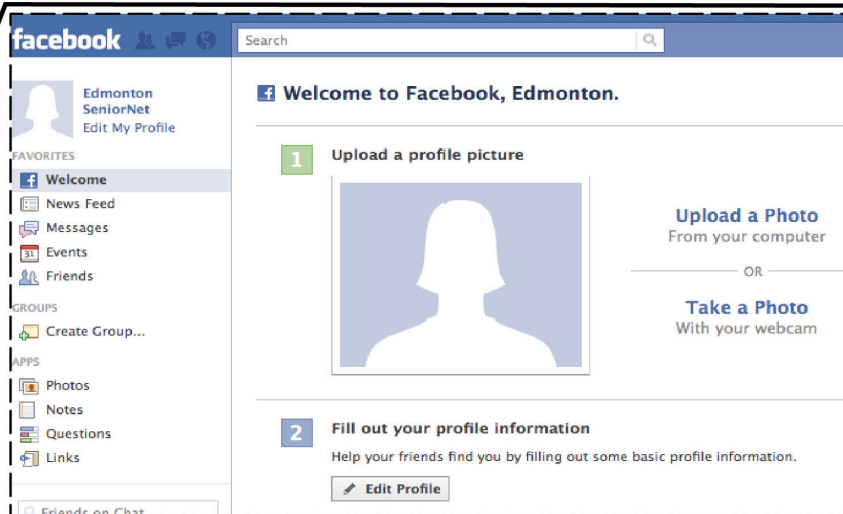 facebook
Search
Edmonton
SeniorNet
Edit My Profile
FAVORITES
Welcome
News Feed
Messages
31 Events
Friends
GROUPS
Create Group...
APPS
Photos
Notes
Questions
Links
Friends on Chat
Welcome to Facebook, Edmonton.
1 Upload a profile picture
Upload a Photo
From your computer
OR
Take a Photo
With your webcam
2 Fill out your profile information
Help your friends find you by filling out some basic profile information.
Edit Profile